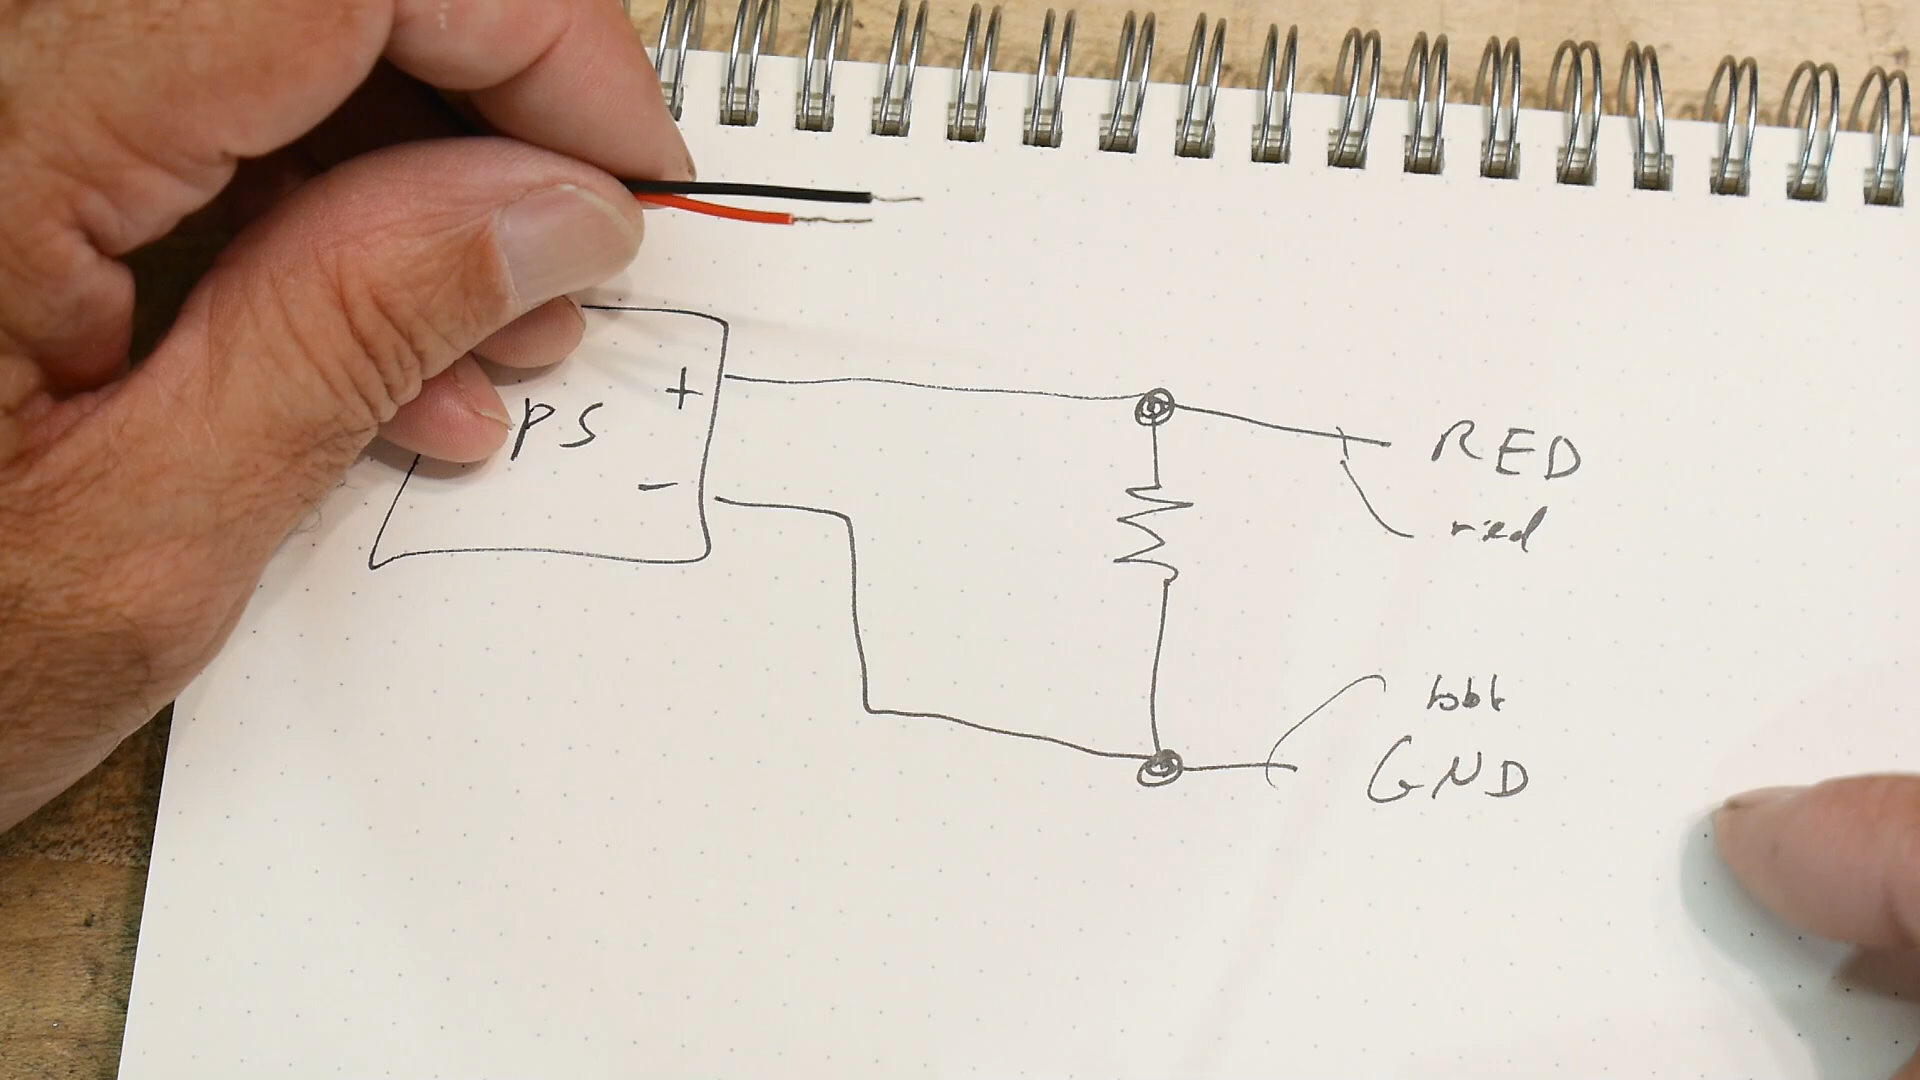 +
PS
-
RED
red
GND